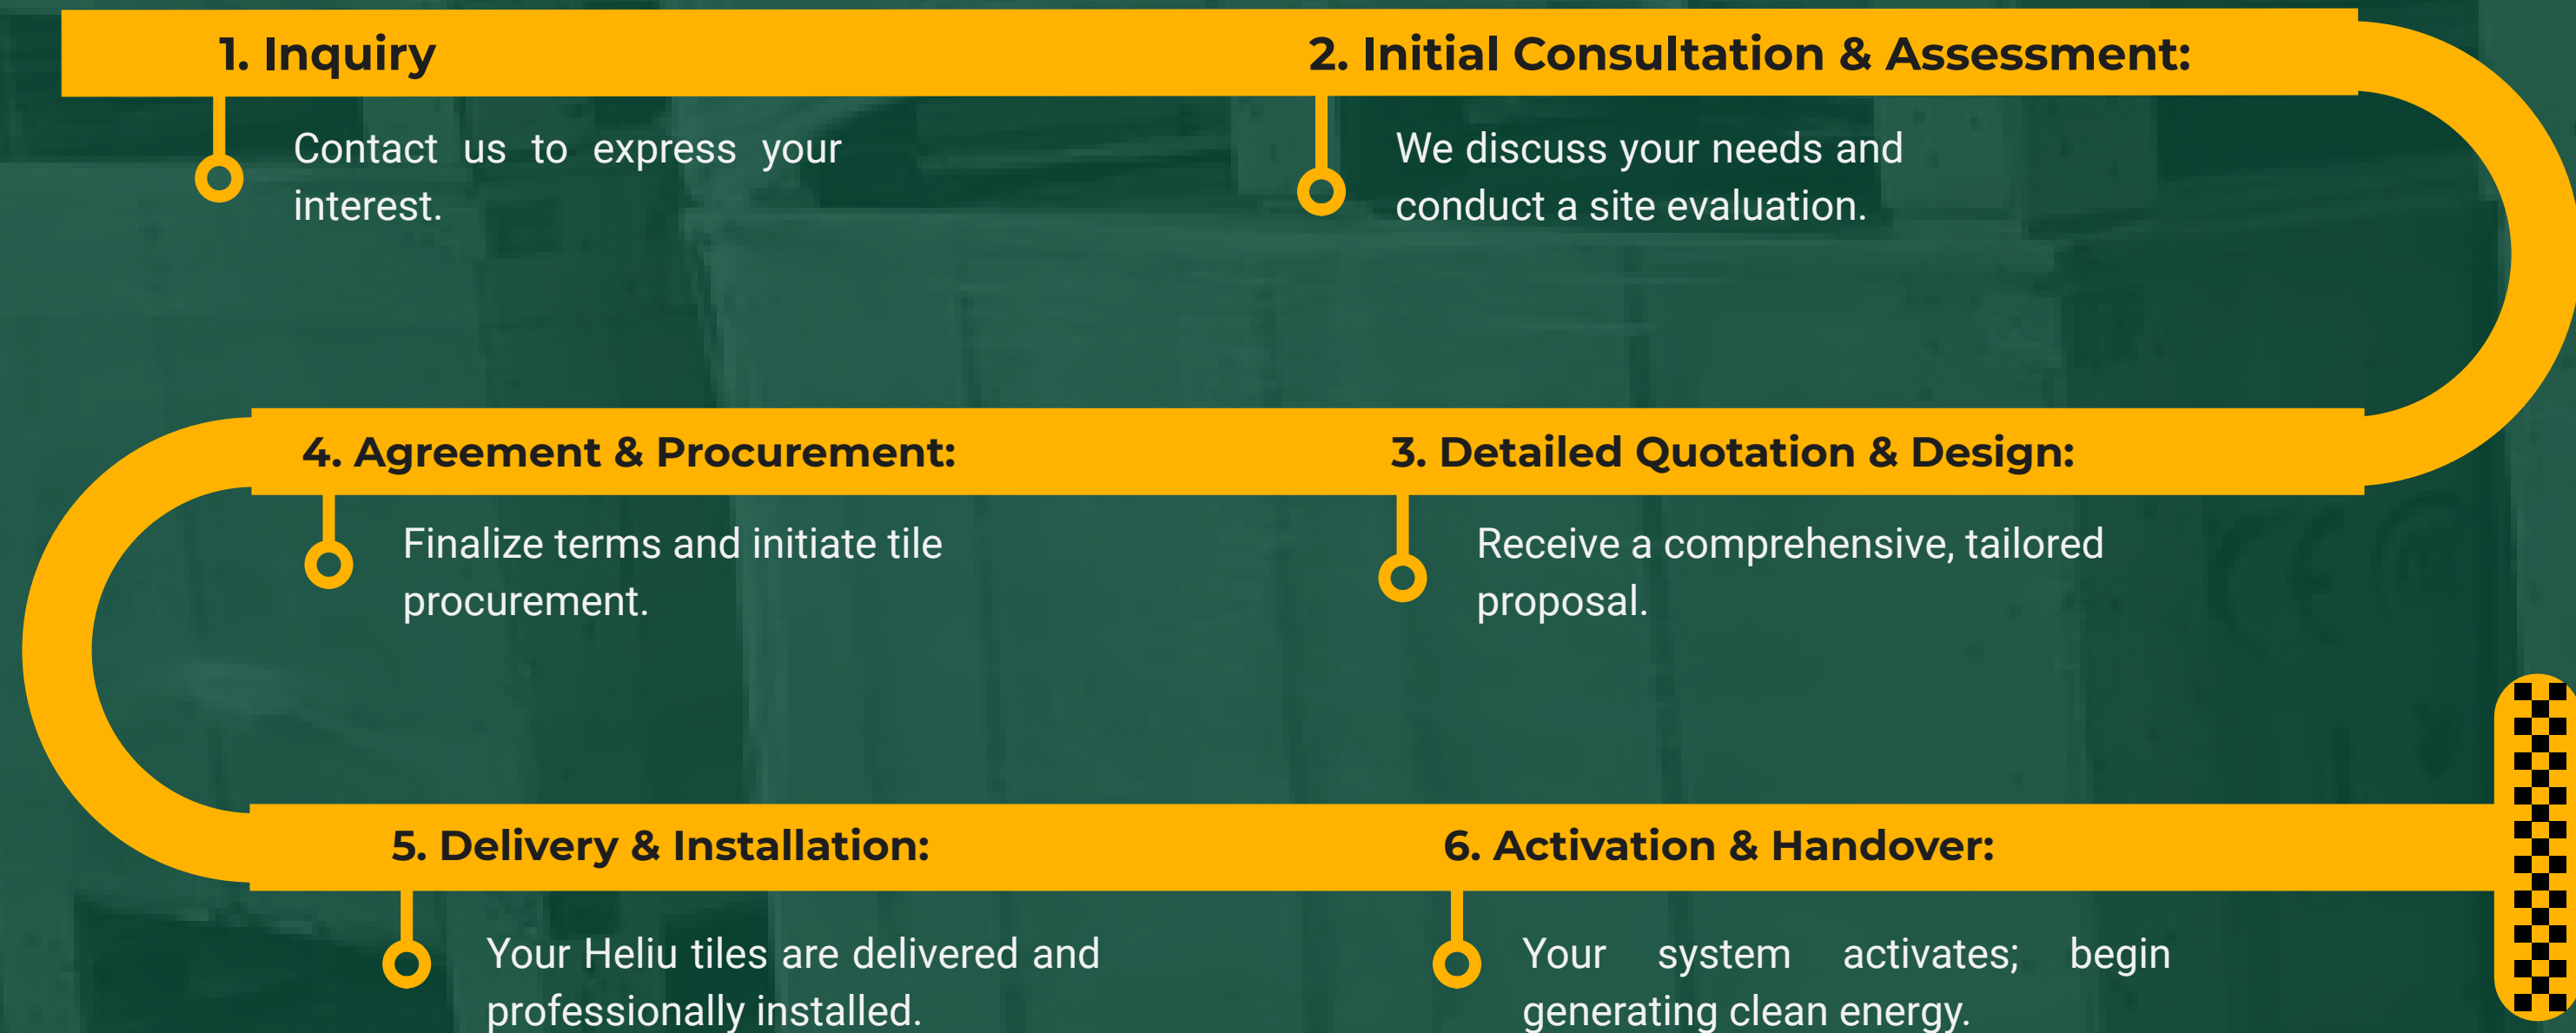 1. Inquiry
Contact us to express your
interest.
2. Initial Consultation & Assessment:
We discuss your needs and
conduct a site evaluation.
3. Detailed Quotation & Design:
Receive a comprehensive, tailored
proposal.
4. Agreement & Procurement:
Finalize terms and initiate tile
procurement.
5. Delivery & Installation:
Your Heliu tiles are delivered and
professionally installed.
6. Activation & Handover:
Your system activates; begin
generating clean energy.